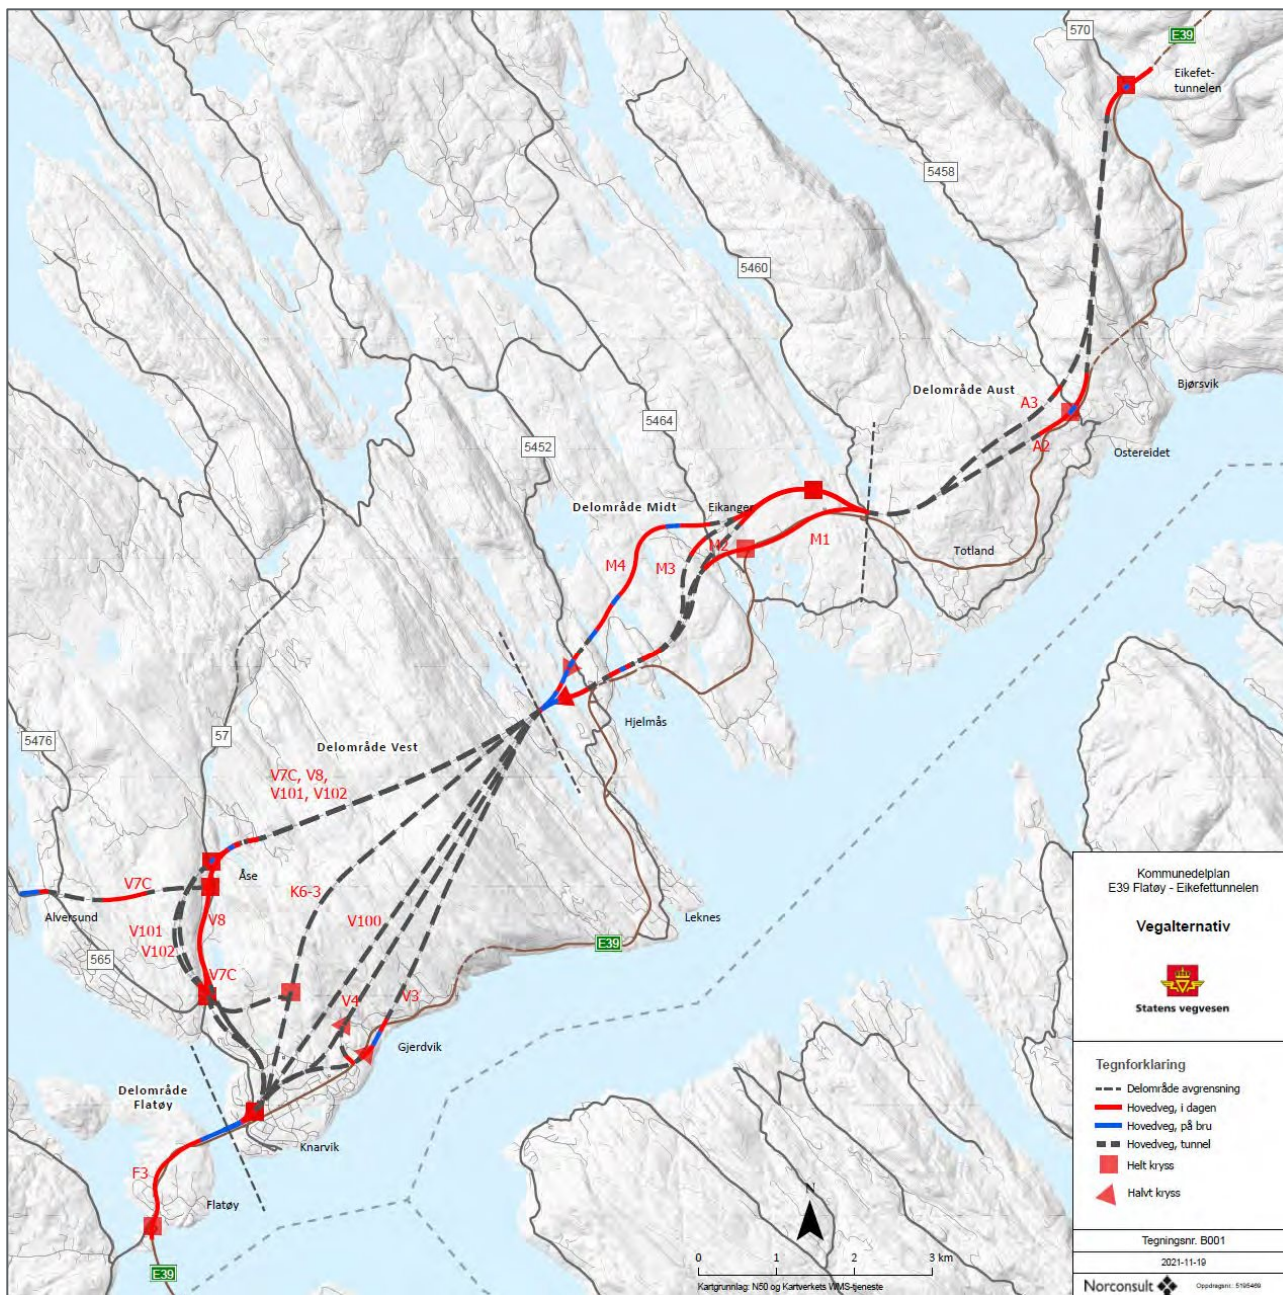 570
E39
Eikefet-
tunnelen
5458
5460
Delområde Aust
Bjørsvik
A3
A2
Ostereidet
5464
5452
Delområde Midt
Eikanger
M2
M1
M3
M4
Totland
Hjelmås
5476
57
Delområde Vest
V7C, V8,
V101, V102
Åse
V7C
K6-3
Alversund
V8
V100
Leknes
V101
V102
565
E39
V7C
V4
V3
Gjerdvik
Delområde
Flatøy
Knarvik
F3
Flatøy
E39
N
0 1 2 3 km
Kartgrunnlag: N50 og Kartverkets WMS-tjeneste
Kommunedelplan
E39 Flatøy - Eikefettunnelen
Vegalternativ
Statens vegvesen
Tegnforklaring
Delområde avgrensning
Hovedveg, i dagen
Hovedveg, på bru
Hovedveg, tunnel
Helt kryss
Halvt kryss
Tegningsnr. B001
2021-11-19
Norconsult
Oppdragsnr.: 5195469